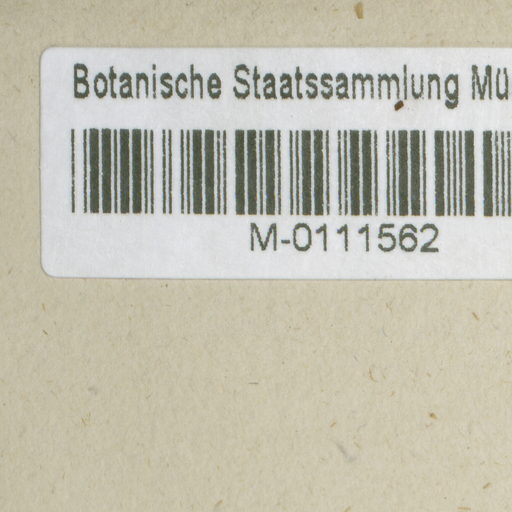 Botanische Staatssammlung Mü
M-0111562